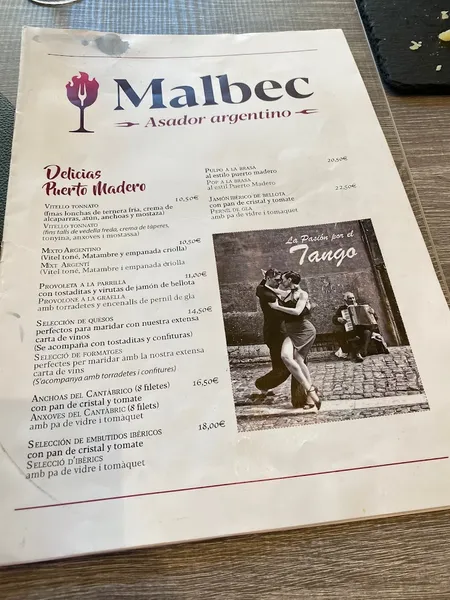 Malbec
Asador argentino
Delicias
Puerto Madero
VITELLO TONNATO 10,50€
(finas lonchas de ternera fría, crema de
alcaparras, atún, anchoas y mostaza)
VITELLO TONNATO
(fins talls de vedella freda, crema de tàperes,
tonyina, anxoves i mostassa)
MIXTO ARGENTINO 10,50€
(Vitel toné, Matambre y empanada criolla)
MIXT ARGENTÍ
(Vitel toné, Matambre i empanada criolla)
PROVOLETA A LA PARRILLA 11,00€
con tostaditas y virutas de jamón de bellota
PROVOLONE A LA GRAELLA
amb torradetes i encenalls de pernil de gla
SELECCIÓN DE QUESOS 14,50€
perfectos para maridar con nuestra extensa
carta de vinos
(Se acompaña con tostaditas y confituras)
SELECCIÓ DE FORMATGES
perfectes per maridar amb la nostra extensa
carta de vins
(S'acompanya amb torradetes i confitures)
ANCHOAS DEL CANTÁBRICO (8 filetes) 16,50€
con pan de cristal y tomate
ANXOVES DEL CANTÀBRIC (8 filets)
amb pa de vidre i tomàquet
SELECCIÓN DE EMBUTIDOS IBÉRICOS 18,00€
con pan de cristal y tomate
SELECCIÓ D'IBÈRICS
amb pa de vidre i tomàquet
PULPO A LA BRASA 20,50€
al estilo puerto madero
POP A LA BRASA
al estil Puerto Madero
JAMÓN IBÉRICO DE BELLOTA 22,50€
con pan de cristal y tomate
PERNIL DE GLA
amb pa de vidre i tomàquet
La Pasión por el
Tango